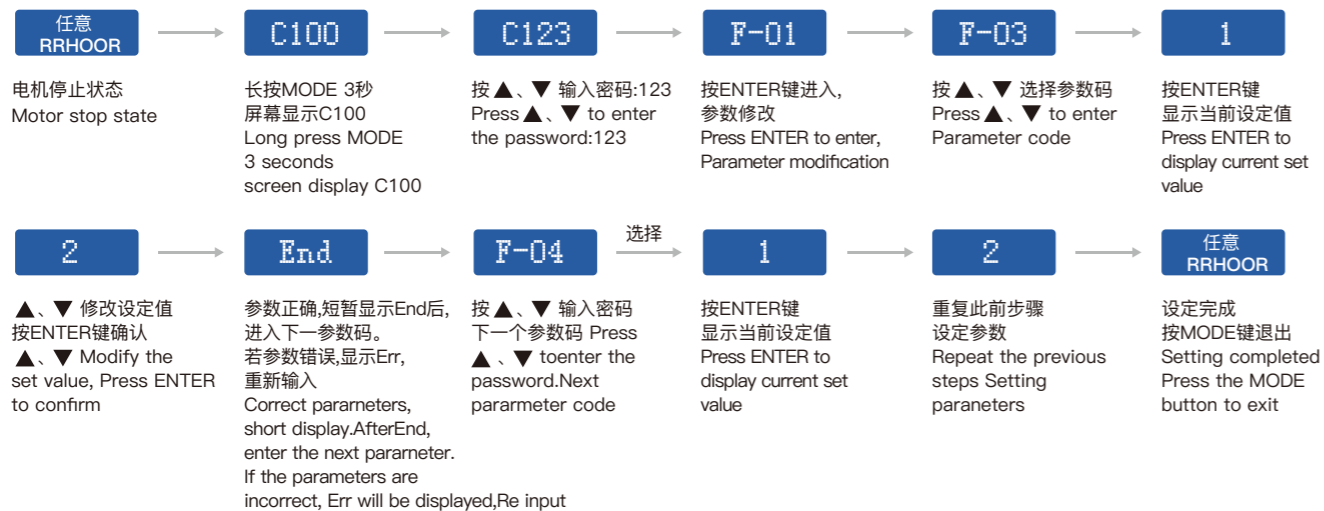 任意
RRHOOR
C100
C123
F-01
F-03
1
电机停止状态
Motor stop state
长按MODE 3秒
屏幕显示C100
Long press MODE
3 seconds
screen display C100
按▲、▼ 输入密码:123
Press▲、▼ to enter
the password:123
按ENTER键进入,
参数修改
Press ENTER to enter,
Parameter modification
按▲、▼ 选择参数码
Press▲、▼ to enter
Parameter code
按ENTER键
显示当前设定值
Press ENTER to
display current set
value
2
End
F-04
选择
1
2
任意
RRHOOR
▲、▼ 修改设定值
按ENTER键确认
▲、▼ Modify the
set value, Press ENTER
to confirm
参数正确,短暂显示End后,
进入下一参数码。
若参数错误,显示Err,
重新输入
Correct pararneters,
short display.AfterEnd,
enter the next pararneter.
If the parameters are
incorrect, Err will be displayed,Re input
按▲、▼ 输入密码
下一个参数码 Press
▲、▼ toenter the
password.Next
pararmeter code
按ENTER键
显示当前设定值
Press ENTER to
display current set
value
重复此前步骤
设定参数
Repeat the previous
steps Setting
paraneters
设定完成
按MODE键退出
Setting completed
Press the MODE
button to exit